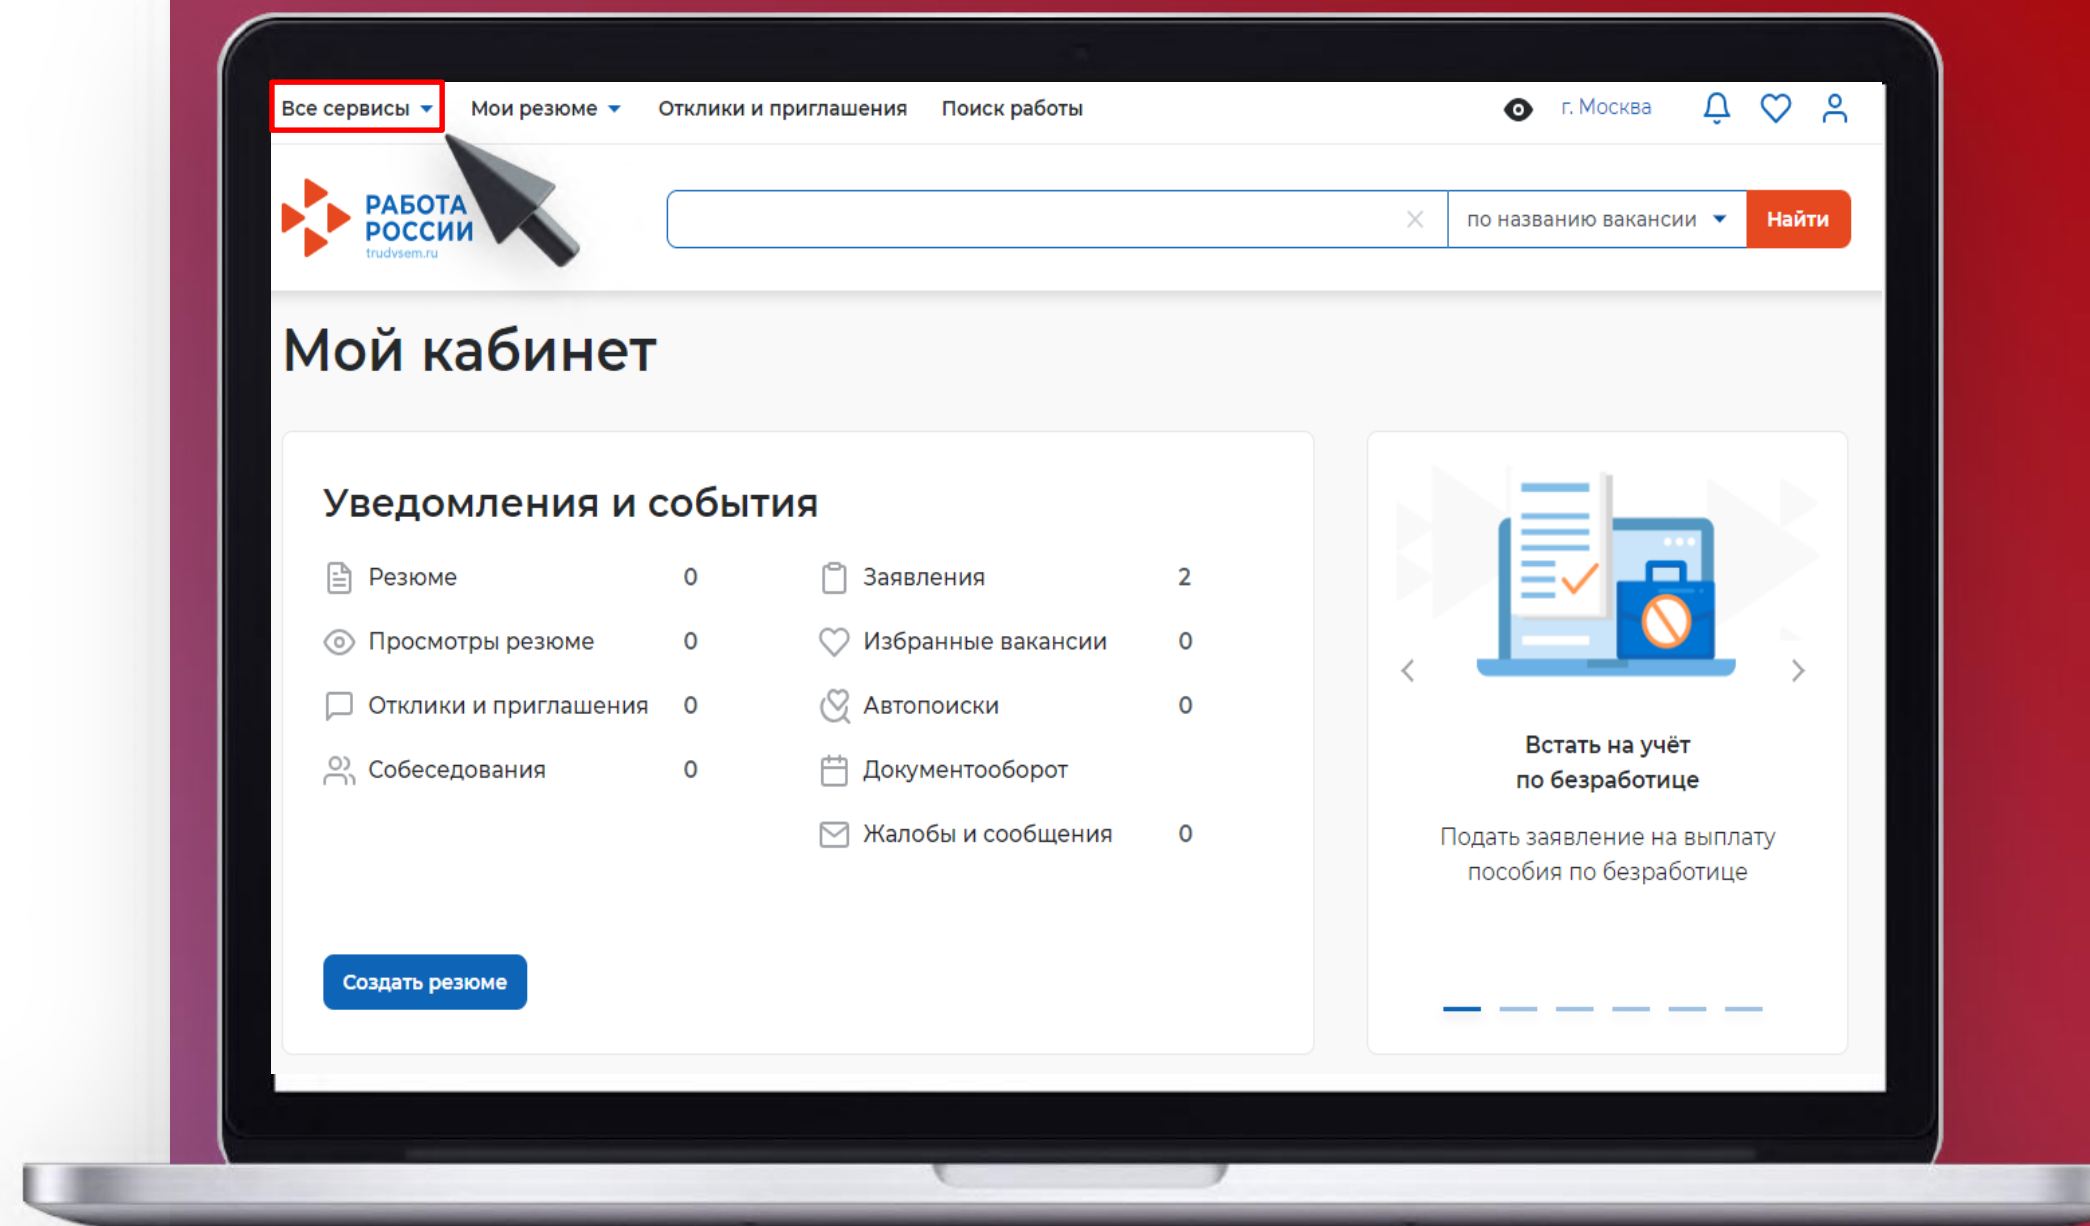 Все сервисы
Мои резюме
Отклики и приглашения
Поиск работы
г. Москва
РАБОТА
РОССИИ
trudvsem.ru
по названию вакансии
Найти
Мой кабинет
Уведомления и события
Резюме 0
Просмотры резюме 0
Отклики и приглашения 0
Собеседования 0
Заявления 2
Избранные вакансии 0
Автопоиски 0
Документооборот
Жалобы и сообщения 0
Создать резюме
Встать на учёт
по безработице
Подать заявление на выплату
пособия по безработице